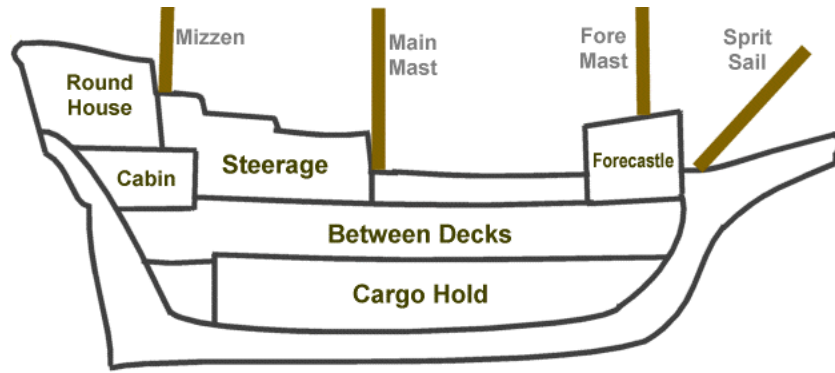 Mizzen
Main
Mast
Fore
Mast
Sprit
Sail
Round
House
Cabin
Steerage
Forecastle
Between Decks
Cargo Hold